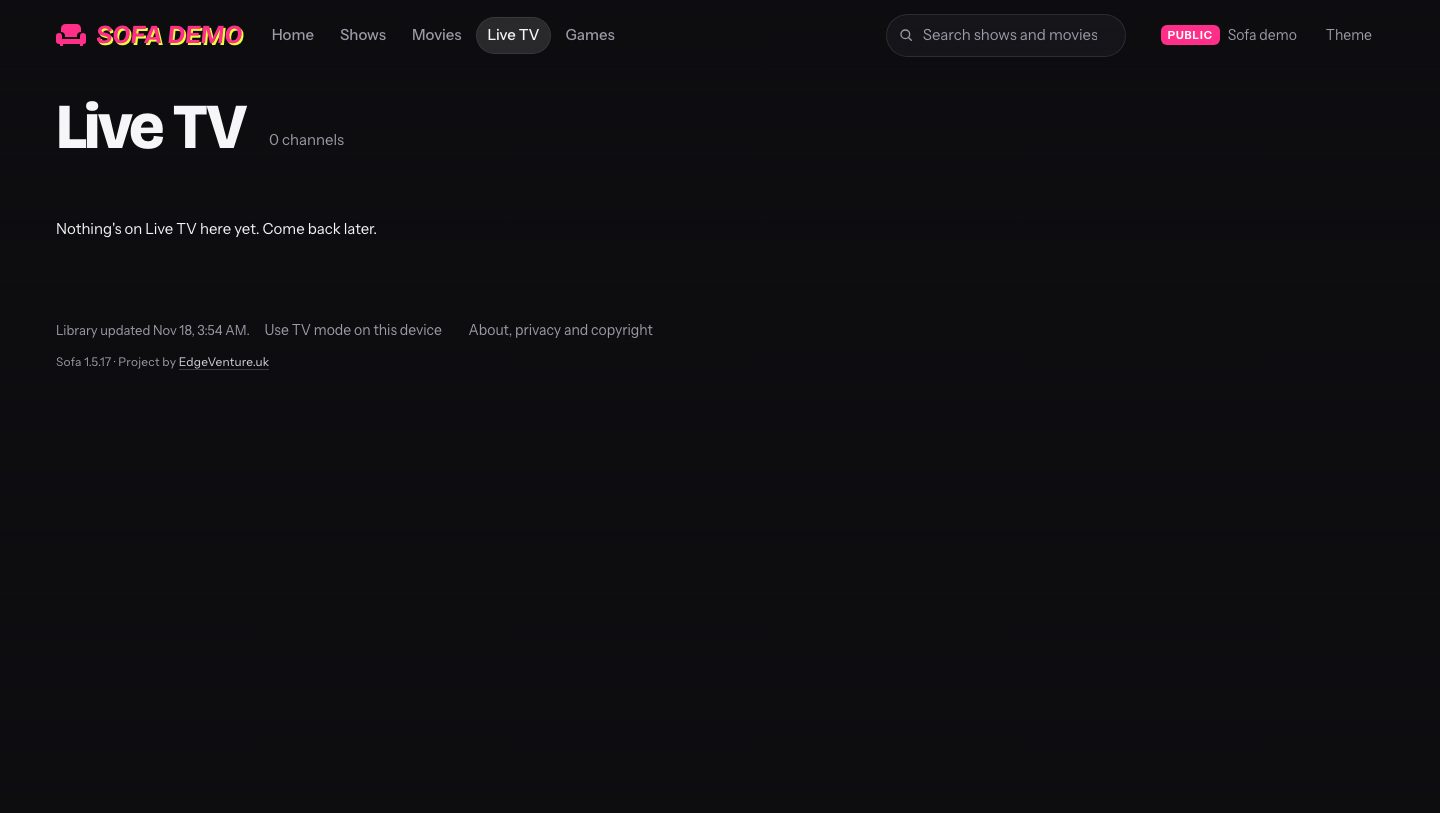 SOFA DEMO Home Shows Movies Live TV Games Search shows and movies PUBLIC Sofa demo Theme
Live TV 0 channels
Nothing's on Live TV here yet. Come back later.
Library updated Nov 18, 3:54 AM. Use TV mode on this device About, privacy and copyright
Sofa 1.5.17 · Project by EdgeVenture.uk